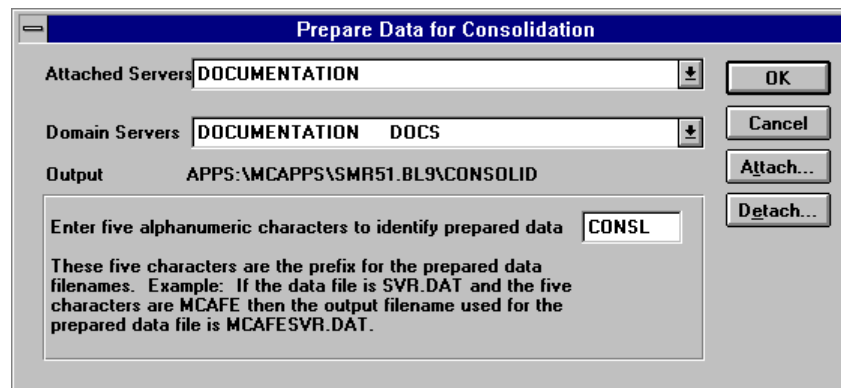 Prepare Data for Consolidation
Attached Servers DOCUMENTATION
OK
Domain Servers DOCUMENTATION DOCS
Cancel
Output APPS:\MCAPPS\SMR51.BL9\CONSOLID
Attach...
Detach...
Enter five alphanumeric characters to identify prepared data CONSL
These five characters are the prefix for the prepared data
filenames. Example: If the data file is SVR.DAT and the five
characters are MCAFE then the output filename used for the
prepared data file is MCAFESVR.DAT.